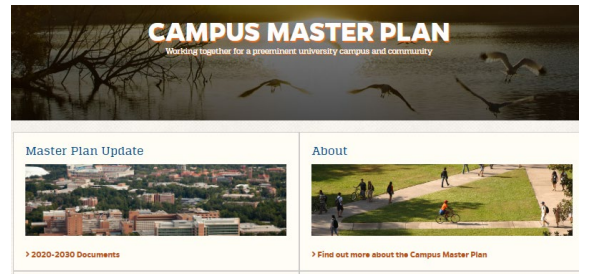 CAMPUS MASTER PLAN
Working together for a preeminent university campus and community
Master Plan Update
About
> 2020-2030 Documents
> Find out more about the Campus Master Plan